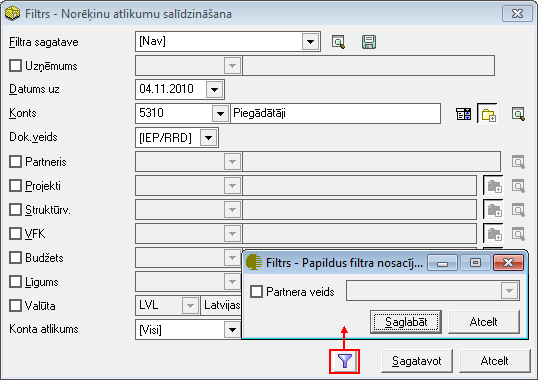 Filtrs - Norēķinu atlikumu salīdzināšana
Filtra sagatave [Nav]
Uzņēmums
Datums uz 04.11.2010
Konts 5310 Piegādātāji
Dok.veids [IEP/RRD]
Partneris
Projekti
Struktūrv.
VFK
Budžets
Līgums
Valūta LVL Latvijas
Konta atlikums [Visi]
Filtrs - Papildus filtra nosacīj...
Partnera veids
Saglabāt Atcelt
Sagatavot Atcelt